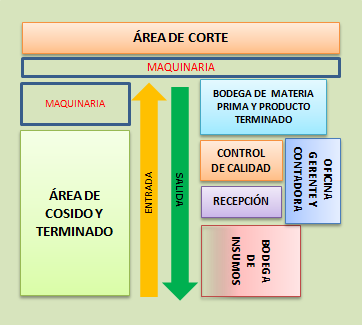 ÁREA DE CORTE
MAQUINARIA
MAQUINARIA
BODEGA DE MATERIA
PRIMA Y PRODUCTO
TERMINADO
ENTRADA
SALIDA
CONTROL
DE CALIDAD
OFICINA
GERENTE Y
CONTADORA
ÁREA DE
COSIDO Y
TERMINADO
RECEPCIÓN
BODEGA
DE
INSUMOS